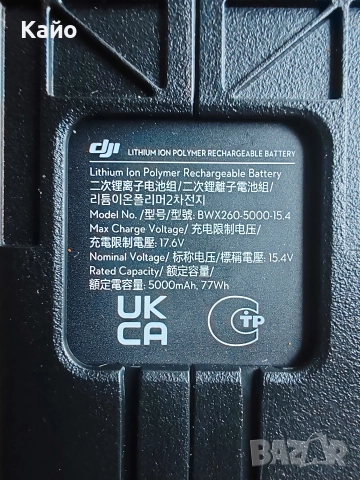 Кайо
dji LITHIUM ION POLYMER RECHARGEABLE BATTERY
Lithium Ion Polymer Rechargeable Battery
二次锂离子电池组/二次鋰離子電池組/
리튬이온폴리머2차전지
Model No./型号/型號: BWX260-5000-15.4
Max Charge Voltage/ 充电限制电压/
充電限制電壓: 17.6V
Nominal Voltage/ 标称电压/標稱電壓: 15.4V
Rated Capacity/ 额定容量/
額定電容量: 5000mAh, 77Wh
UK
CA
TP
BAZAR